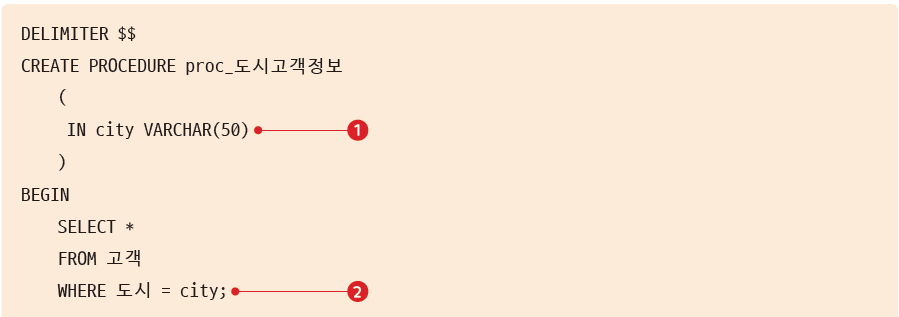 DELIMITER $$
CREATE PROCEDURE proc_도시고객정보
(
IN city VARCHAR(50) 1
)
BEGIN
SELECT *
FROM 고객
WHERE 도시 = city; 2